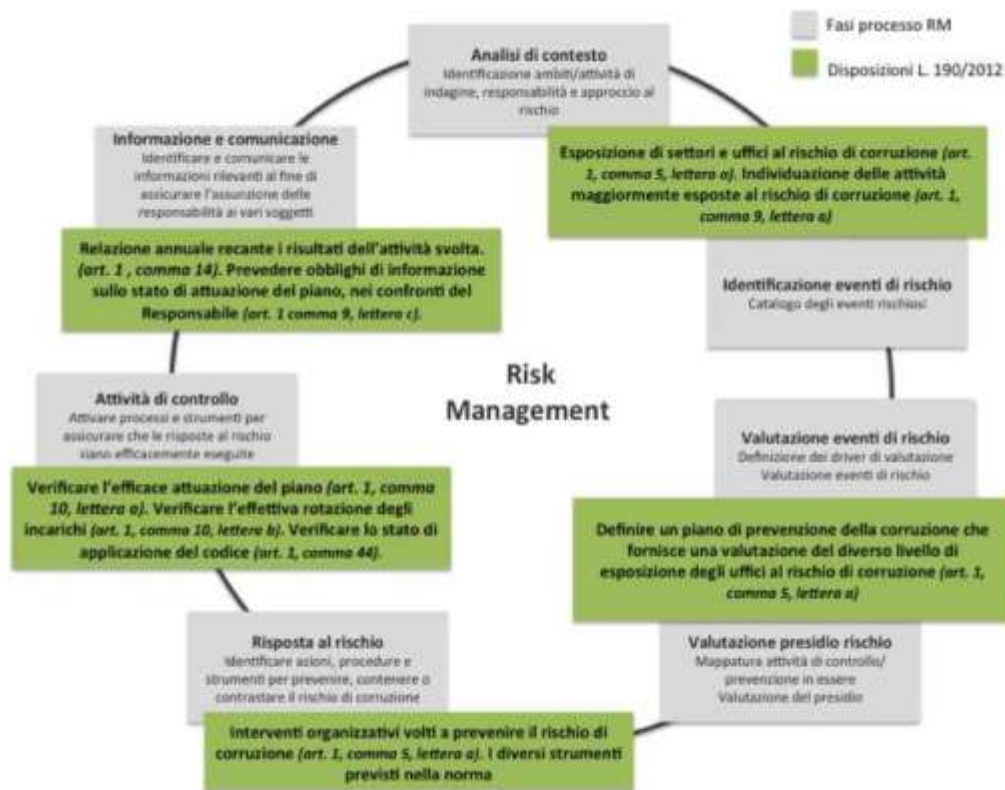 Fasi processo RM
Disposizioni L. 190/2012
Analisi di contesto
Identificazione ambiti/attività di
indagine, responsabilità e approccio al
rischio
Esposizione di settori e uffici al rischio di corruzione (art.
1, comma 5, lettera a). Individuazione delle attività
maggiormente esposte al rischio di corruzione (art. 1,
comma 9, lettera a)
Identificazione eventi di rischio
Catalogo degli eventi rischiosi
Valutazione eventi di rischio
Definizione dei driver di valutazione
Valutazione eventi di rischio
Definire un piano di prevenzione della corruzione che
fornisce una valutazione del diverso livello di
esposizione degli uffici al rischio di corruzione (art. 1,
comma 5, lettera a)
Valutazione presidio rischio
Mappatura attività di controllo/
prevenzione in essere
Valutazione del presidio
Interventi organizzativi volti a prevenire il rischio di
corruzione (art. 1, comma 5, lettera a). I diversi strumenti
previsti nella norma
Risposta al rischio
Identificare azioni, procedure e
strumenti per prevenire, contenere o
contrastare il rischio di corruzione
Verificare l'efficace attuazione del piano (art. 1, comma
10, lettera a). Verificare l'effettiva rotazione degli
incarichi (art. 1, comma 10, lettera b). Verificare lo stato di
applicazione del codice (art. 1, comma 44).
Attività di controllo
Attivare processi e strumenti per
assicurare che le risposte al rischio
siano efficacemente eseguite
Relazione annuale recante i risultati dell'attività svolta.
(art. 1 , comma 14). Prevedere obblighi di informazione
sullo stato di attuazione del piano, nei confronti del
Responsabile (art. 1 comma 9, lettera c).
Informazione e comunicazione
Identificare e comunicare le
informazioni rilevanti al fine di
assicurare l'assunzione delle
responsabilità ai vari soggetti
Risk
Management